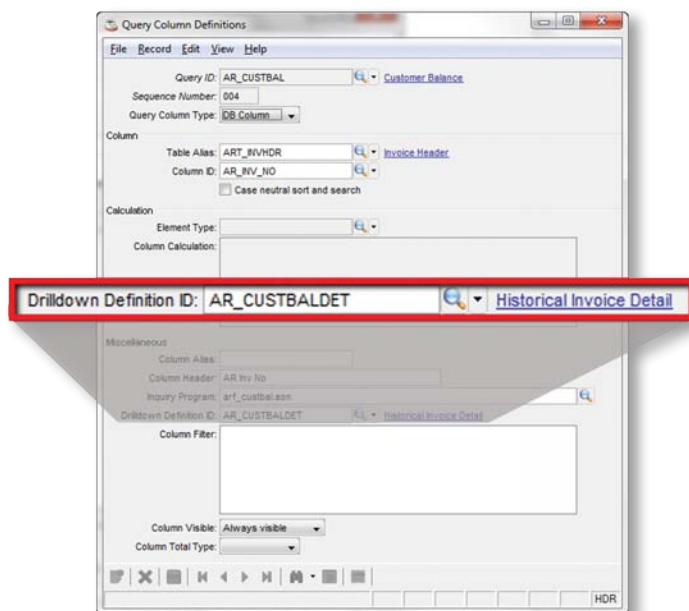 Query Column Definitions
File Record Edit View Help
Query ID: AR_CUSTBAL Customer Balance
Sequence Number: 004
Query Column Type: DB Column
Column
Table Alias: ART_INVHDR Invoice Header
Column ID: AR_INV_NO
Case neutral sort and search
Calculation
Element Type:
Column Calculation:
Drilldown Definition ID: AR_CUSTBALDET Historical Invoice Detail
Miscellaneous
Column Alias:
Column Header: AR Inv No
Inquiry Program: arf_custbal.asn
Drilldown Definition ID: AR_CUSTBALDET Historical Invoice Detail
Column Filter:
Column Visible: Always visible
Column Total Type:
HDR